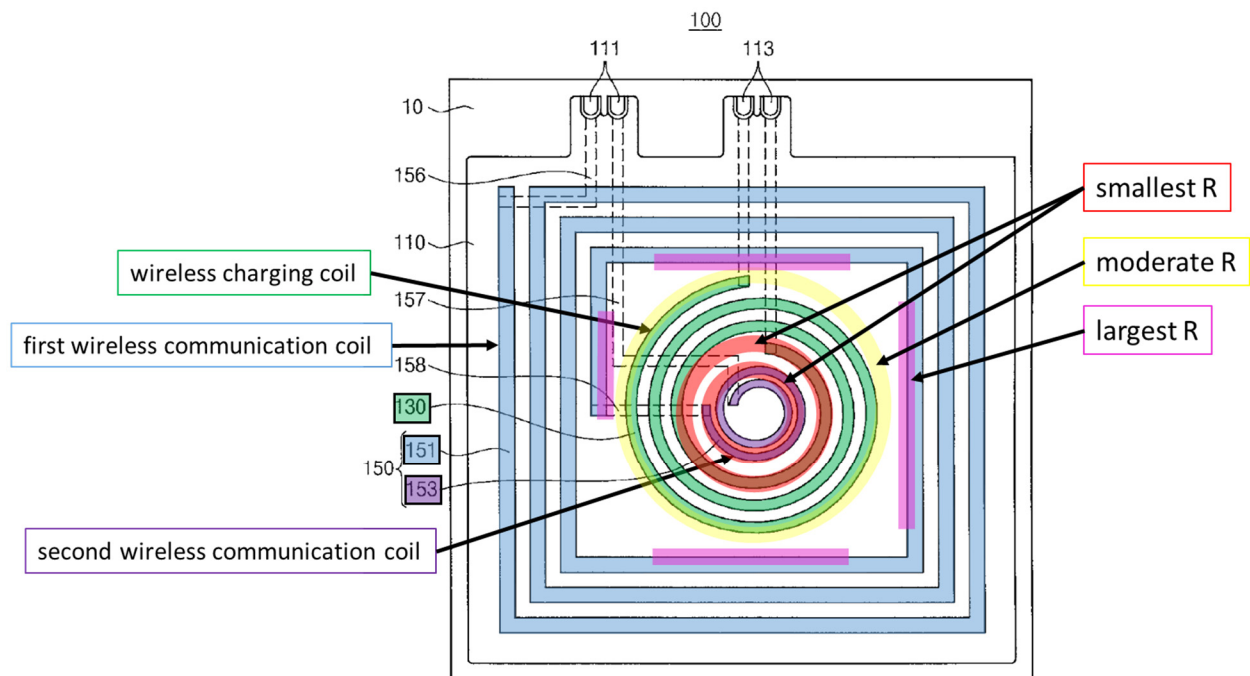 100
111
113
10
156
smallest R
110
wireless charging coil
moderate R
157
largest R
first wireless communication coil
158
130
150
151
153
second wireless communication coil